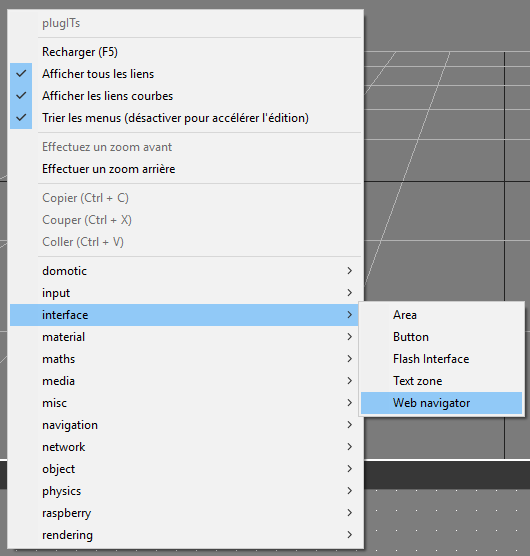 plugITs
Recharger (F5)
Afficher tous les liens
Afficher les liens courbes
Trier les menus (désactiver pour accélérer l'édition)
Effectuez un zoom avant
Effectuer un zoom arrière
Copier (Ctrl + C)
Couper (Ctrl + X)
Coller (Ctrl + V)
domotic
input
interface
material
maths
media
misc
navigation
network
object
physics
raspberry
rendering
Area
Button
Flash Interface
Text zone
Web navigator